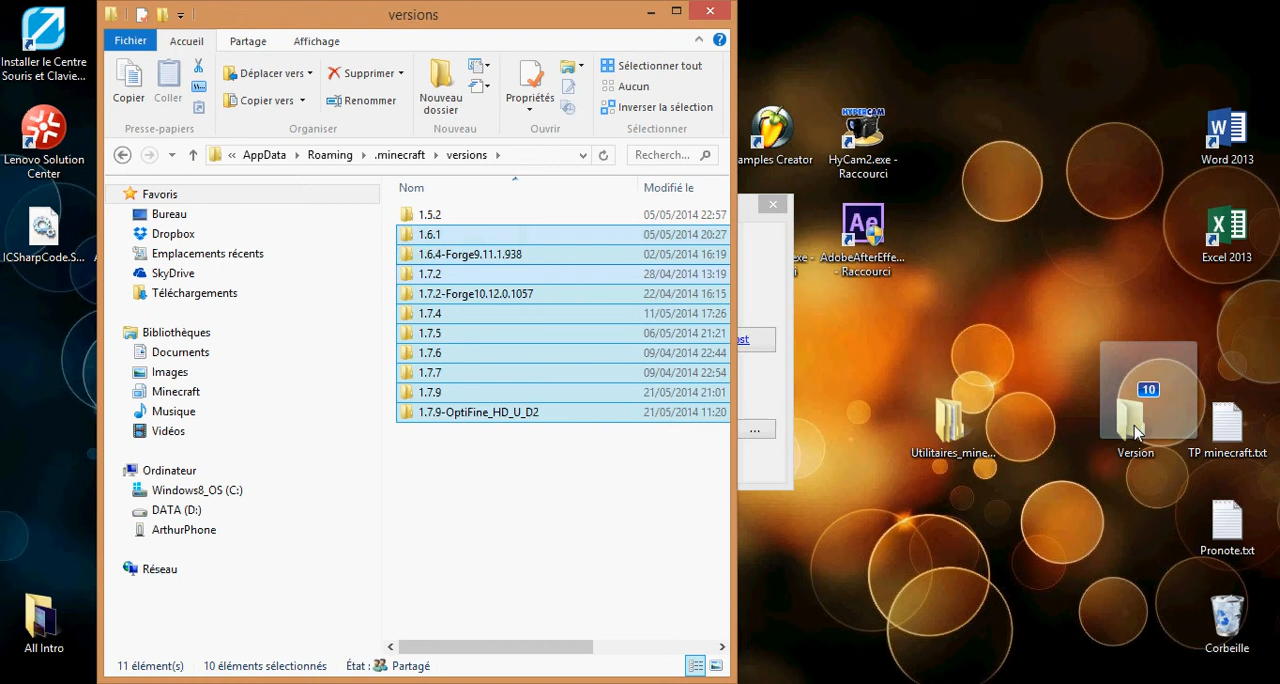 Installer le Centre
Souris et Clavie...
Lenovo Solution
Center
ICSharpCode.S...
All Intro
versions
Fichier
Accueil
Partage
Affichage
Copier
Coller
Presse-papiers
Déplacer vers
Copier vers
Supprimer
Renommer
Organiser
Nouveau
dossier
Nouveau
Propriétés
Ouvrir
Sélectionner tout
Aucun
Inverser la sélection
Sélectionner
« AppData
Roaming
.minecraft
versions
Recherch...
Favoris
Bureau
Dropbox
Emplacements récents
SkyDrive
Téléchargements
Bibliothèques
Documents
Images
Minecraft
Musique
Vidéos
Ordinateur
Windows8_OS (C:)
DATA (D:)
ArthurPhone
Réseau
Nom Modifié le
1.5.2 05/05/2014 22:57
1.6.1 05/05/2014 20:27
1.6.4-Forge9.11.1.938 02/05/2014 16:19
1.7.2 28/04/2014 13:19
1.7.2-Forge10.12.0.1057 22/04/2014 16:15
1.7.4 11/05/2014 17:26
1.7.5 06/05/2014 21:21
1.7.6 09/04/2014 22:44
1.7.7 09/04/2014 22:54
1.7.9 21/05/2014 21:01
1.7.9-OptiFine_HD_U_D2 21/05/2014 11:20
11 élément(s) 10 éléments sélectionnés État : Partagé
ost
...
amples Creator
HYPERCAM
HyCam2.exe -
Raccourci
Ae
AdobeAfterEffe...
- Raccourci
exe -
Word 2013
Excel 2013
Utilitaires_mine...
10
Version
TP minecraft.txt
Pronote.txt
Corbeille